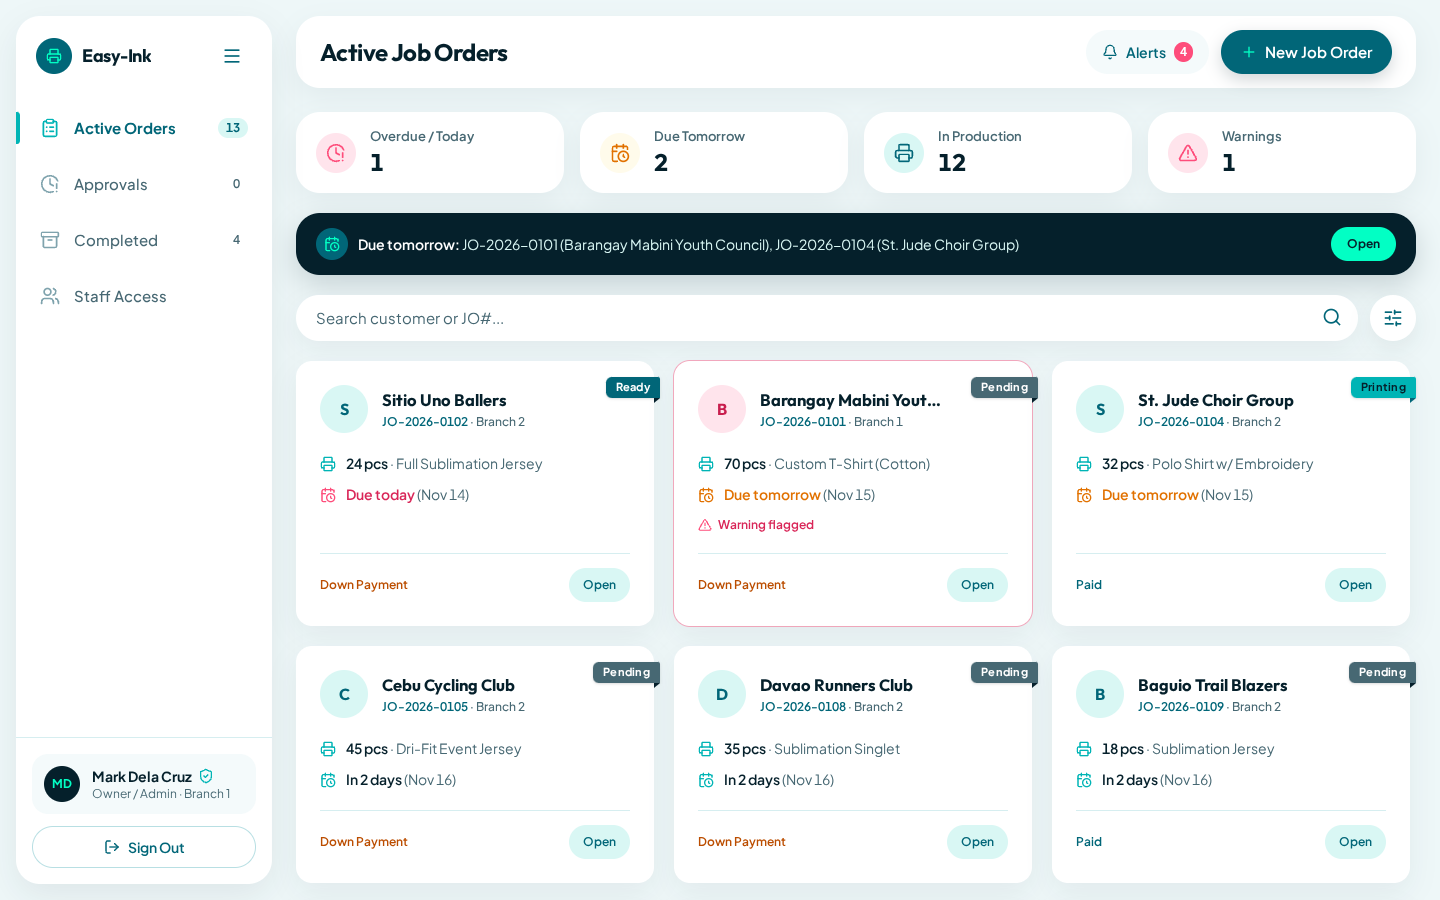 Easy-Ink
Active Orders 13
Approvals 0
Completed 4
Staff Access
MD
Mark Dela Cruz
Owner / Admin · Branch 1
Sign Out
Active Job Orders
Alerts 4
New Job Order
Overdue / Today
1
Due Tomorrow
2
In Production
12
Warnings
1
Due tomorrow: JO-2026-0101 (Barangay Mabini Youth Council), JO-2026-0104 (St. Jude Choir Group)
Open
Search customer or JO#...
Ready
S
Sitio Uno Ballers
JO-2026-0102 · Branch 2
24 pcs · Full Sublimation Jersey
Due today (Nov 14)
Down Payment
Open
Pending
B
Barangay Mabini Yout...
JO-2026-0101 · Branch 1
70 pcs · Custom T-Shirt (Cotton)
Due tomorrow (Nov 15)
Warning flagged
Down Payment
Open
Printing
S
St. Jude Choir Group
JO-2026-0104 · Branch 2
32 pcs · Polo Shirt w/ Embroidery
Due tomorrow (Nov 15)
Paid
Open
Pending
C
Cebu Cycling Club
JO-2026-0105 · Branch 2
45 pcs · Dri-Fit Event Jersey
In 2 days (Nov 16)
Down Payment
Open
Pending
D
Davao Runners Club
JO-2026-0108 · Branch 2
35 pcs · Sublimation Singlet
In 2 days (Nov 16)
Down Payment
Open
Pending
B
Baguio Trail Blazers
JO-2026-0109 · Branch 2
18 pcs · Sublimation Jersey
In 2 days (Nov 16)
Paid
Open